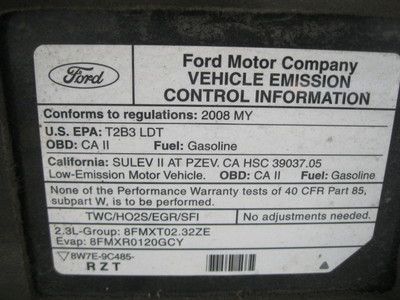 Ford
Ford Motor Company
VEHICLE EMISSION
CONTROL INFORMATION
Conforms to regulations: 2008 MY
U.S. EPA: T2B3 LDT
OBD: CA II Fuel: Gasoline
California: SULEV II AT PZEV. CA HSC 39037.05
Low-Emission Motor Vehicle. OBD: CA II Fuel: Gasoline
None of the Performance Warranty tests of 40 CFR Part 85,
subpart W, is to be used.
TWC/HO2S/EGR/SFI No adjustments needed.
2.3L-Group: 8FMXT02.32ZE
Evap: 8FMXR0120GCY
8W7E-9C485-
RZT